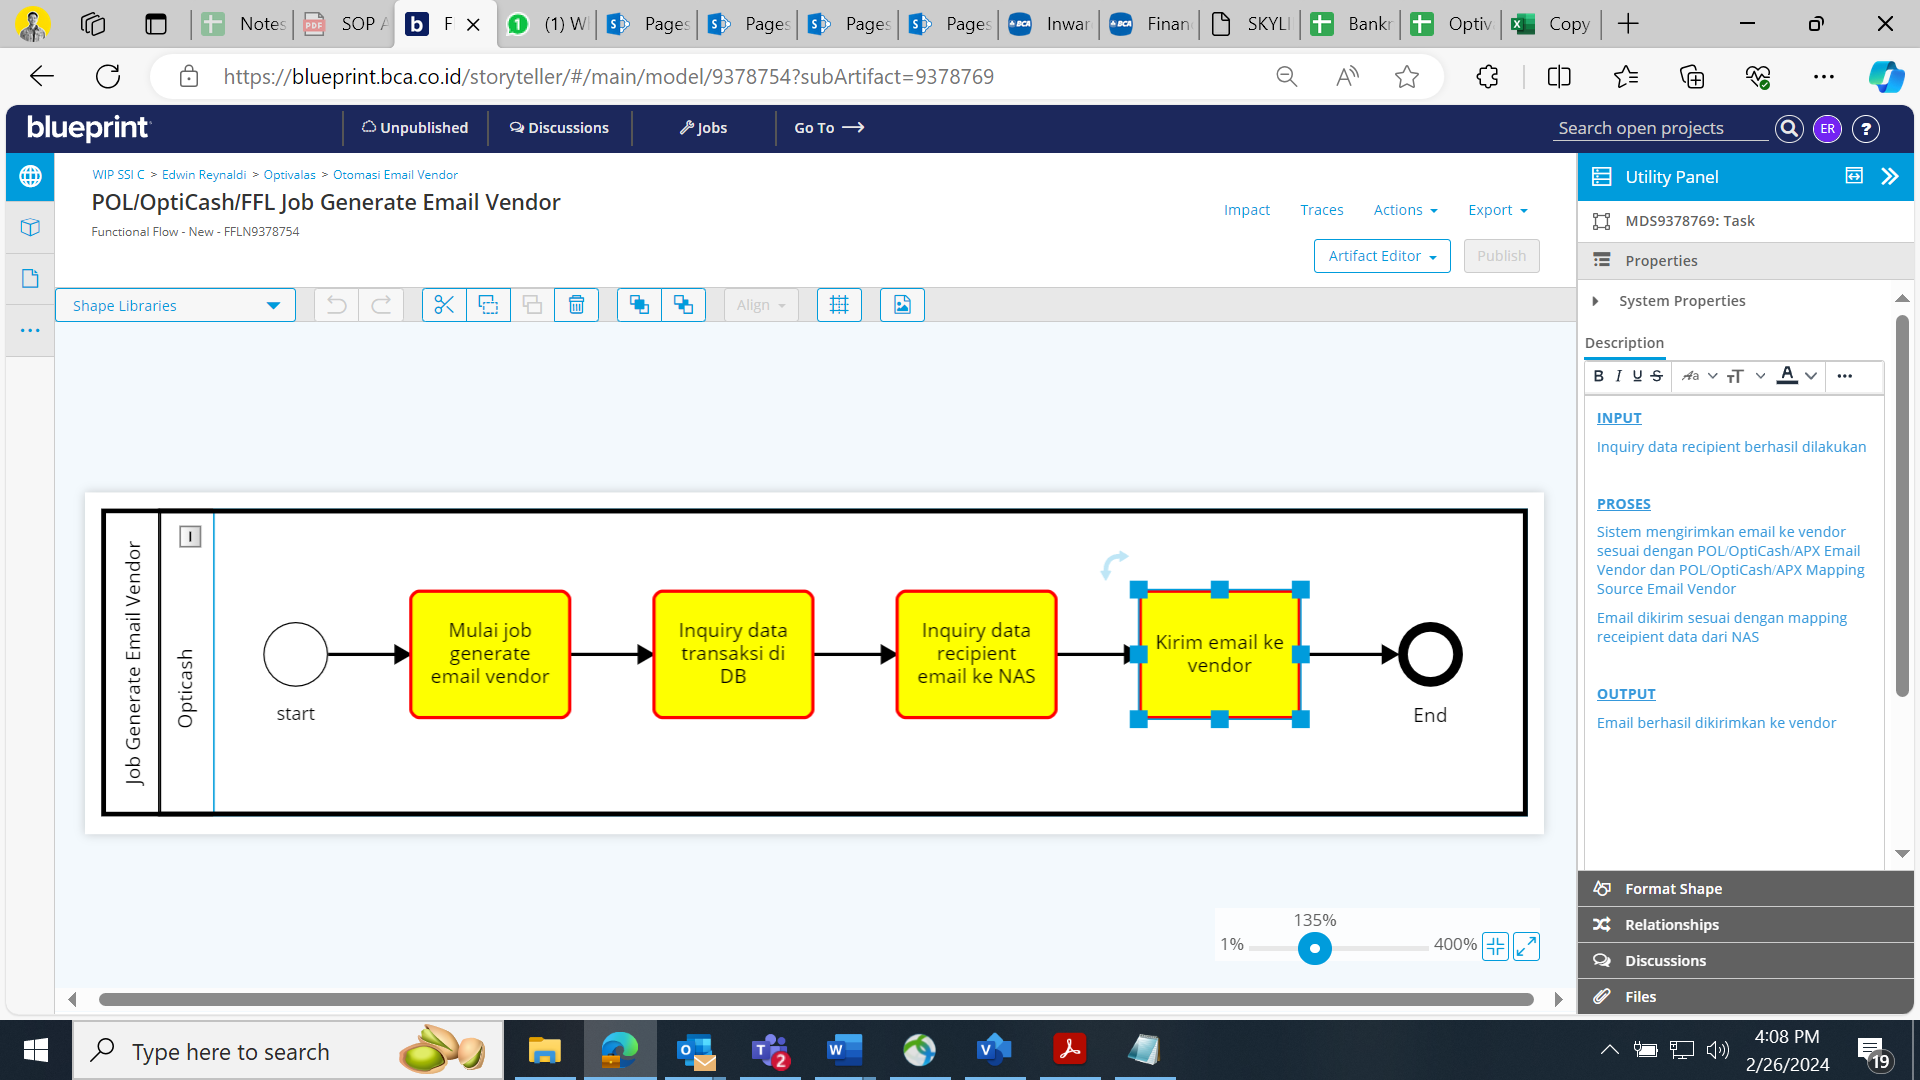 Notes
SOP A
F
(1) W
Pages
Pages
Pages
Pages
Inwar
Finan
SKYLI
Bankr
Optiv
Copy
https://blueprint.bca.co.id/storyteller/#/main/model/9378754?subArtifact=9378769
blueprint
Unpublished
Discussions
Jobs
Go To
Search open projects
ER
?
WIP SSI C > Edwin Reynaldi > Optivalas > Otomasi Email Vendor
POL/OptiCash/FFL Job Generate Email Vendor
Functional Flow - New - FFLN9378754
Impact
Traces
Actions
Export
Artifact Editor
Publish
Shape Libraries
Align
Job Generate Email Vendor
Opticash
start
Mulai job
generate
email vendor
Inquiry data
transaksi di
DB
Inquiry data
recipient
email ke NAS
Kirim email ke
vendor
End
135%
1%
400%
Utility Panel
MDS9378769: Task
Properties
System Properties
Description
B I U S
INPUT
Inquiry data recipient berhasil dilakukan
PROSES
Sistem mengirimkan email ke vendor
sesuai dengan POL/OptiCash/APX Email
Vendor dan POL/OptiCash/APX Mapping
Source Email Vendor
Email dikirim sesuai dengan mapping
receipient data dari NAS
OUTPUT
Email berhasil dikirimkan ke vendor
Format Shape
Relationships
Discussions
Files
Type here to search
2
4:08 PM
2/26/2024
19